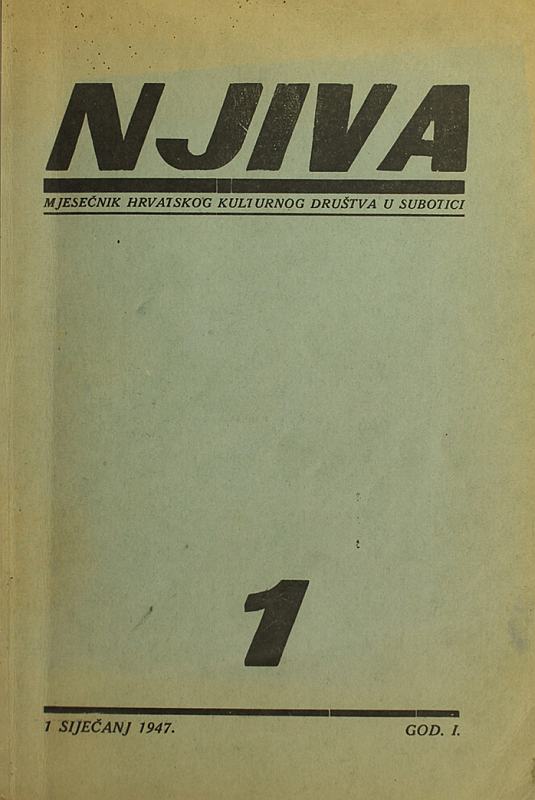 NJIVA
MJESEČNIK HRVATSKOG KULTURNOG DRUŠTVA U SUBOTICI
1
1 SIJEČANJ 1947.
GOD. I.